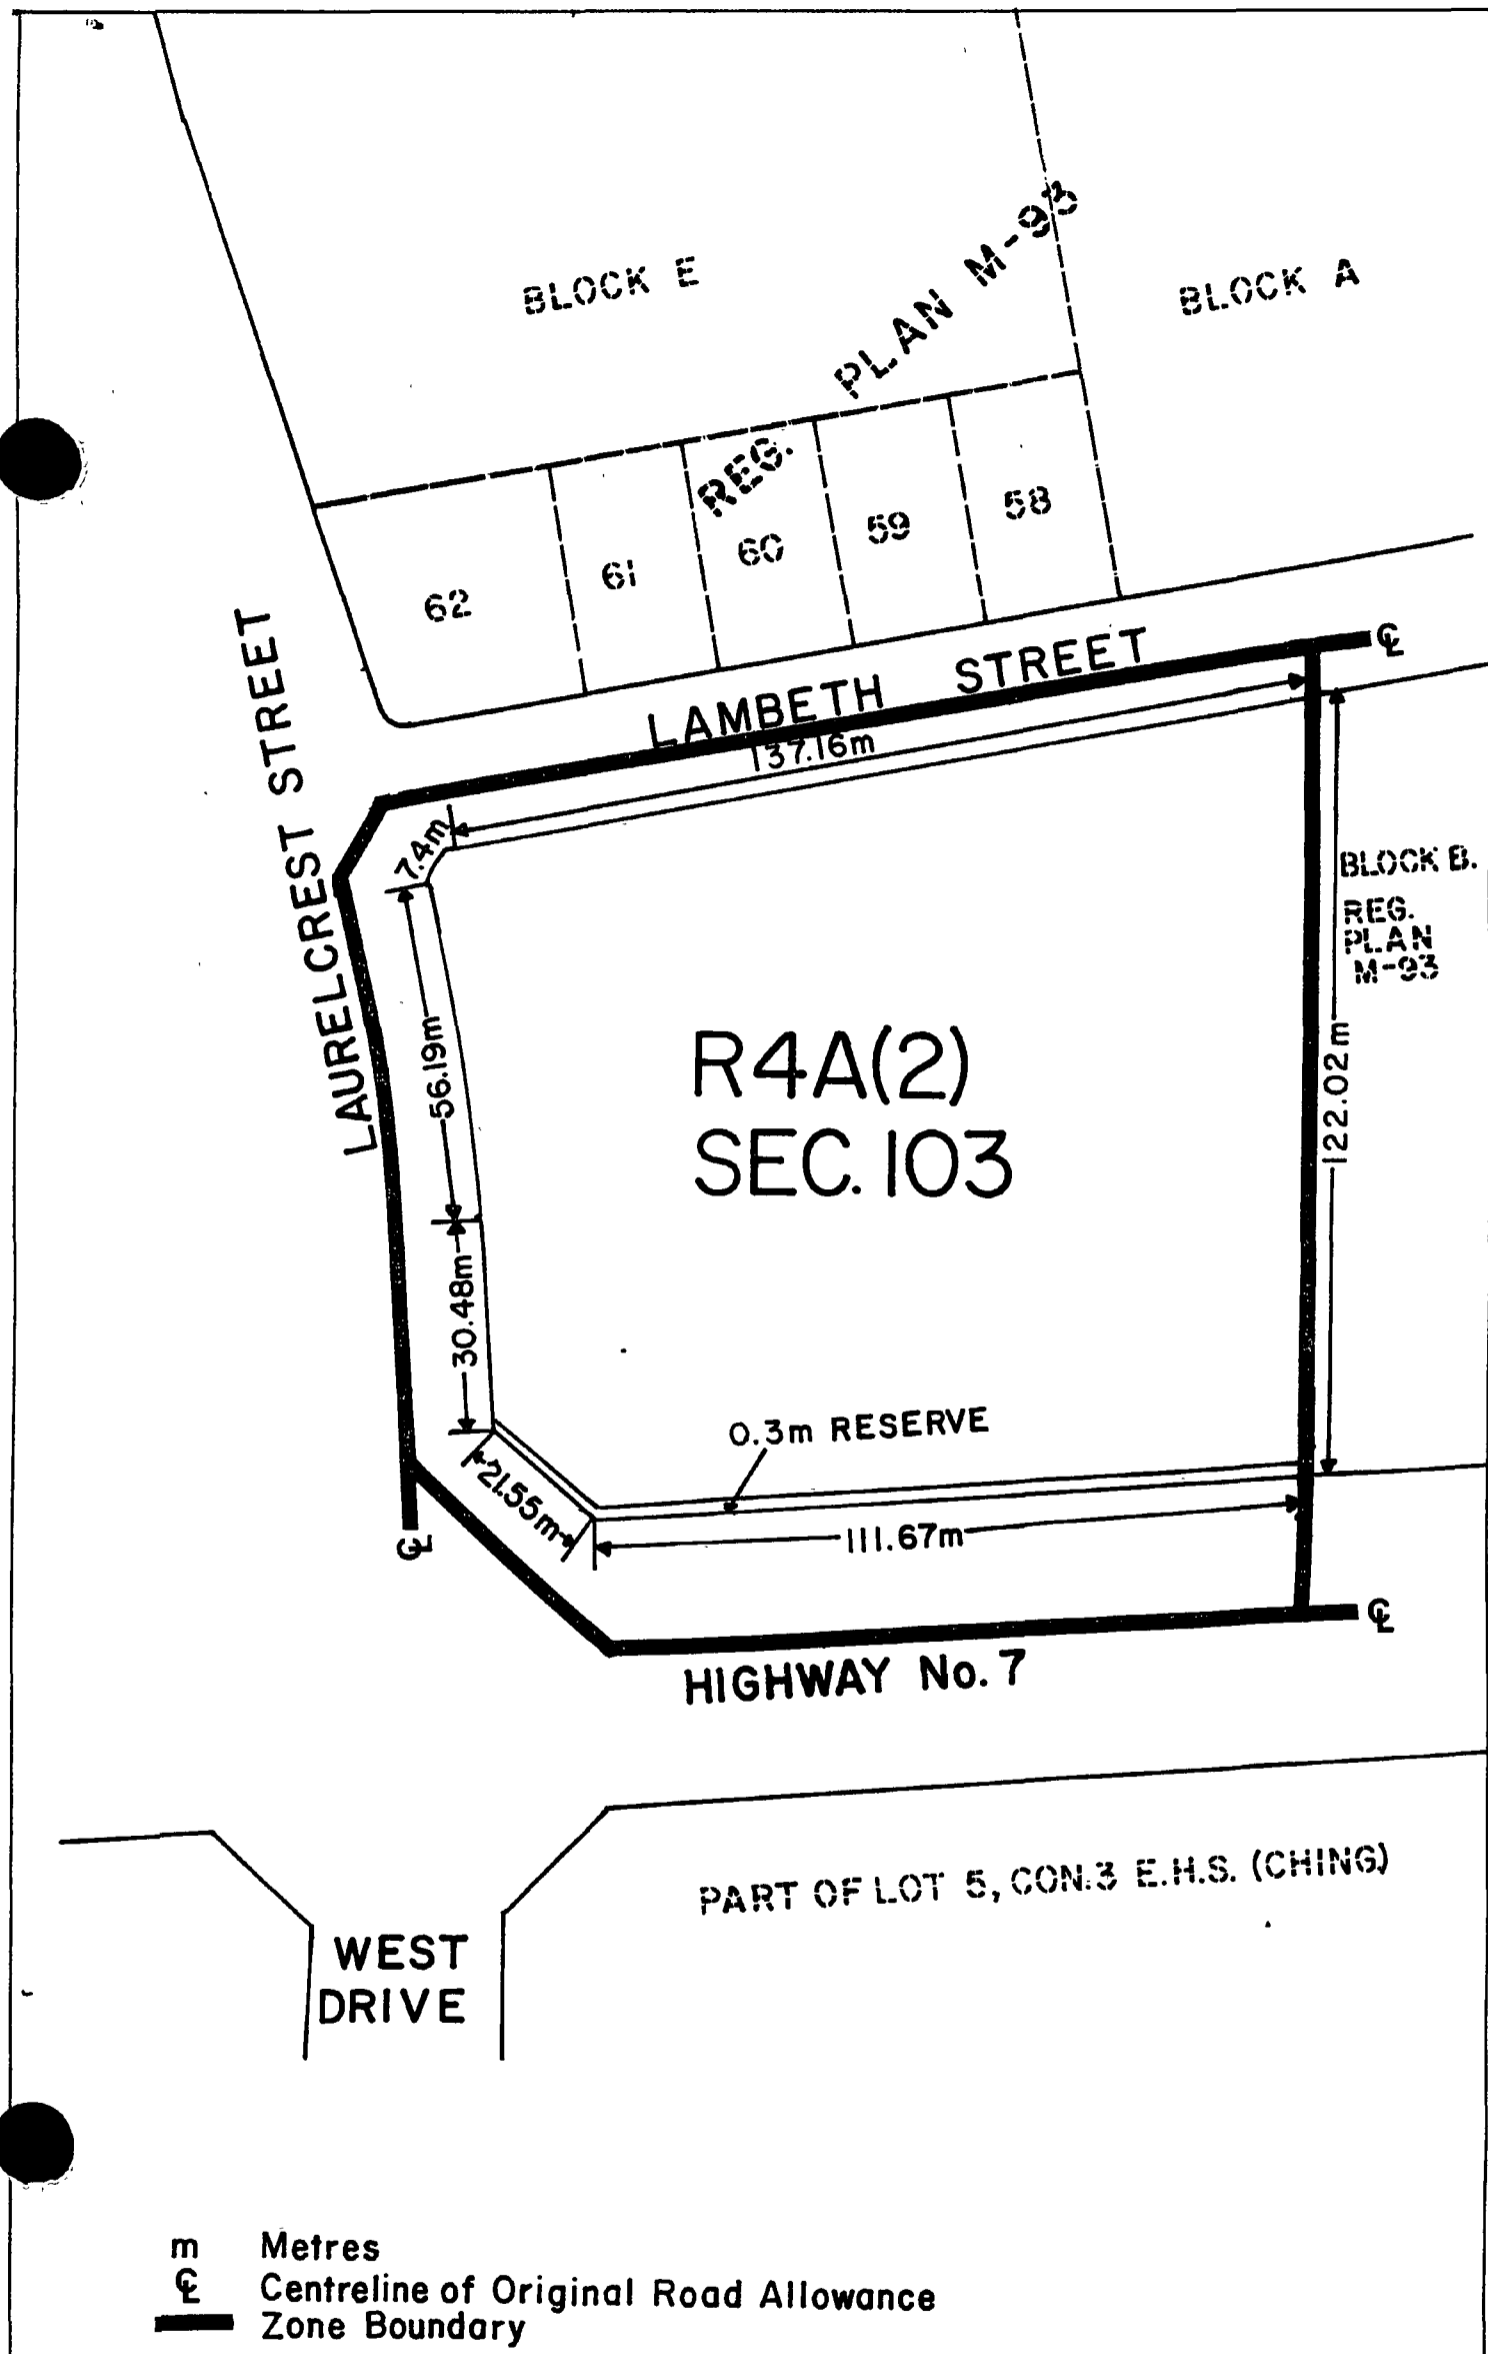 BLOCK E
REG. PLAN M-93
BLOCK A
62
61
60
59
58
LAURELCREST STREET
LAMBETH STREET
℄
137.16m
7.4m
BLOCK B.
REG.
PLAN
M-93
56.19m
R4A(2)
SEC. 103
122.02m
30.48m
0.3m RESERVE
21.55m
111.67m
℄
℄
HIGHWAY No. 7
PART OF LOT 5, CON.3 E.H.S. (CHING)
WEST
DRIVE
m Metres
℄ Centreline of Original Road Allowance
Zone Boundary